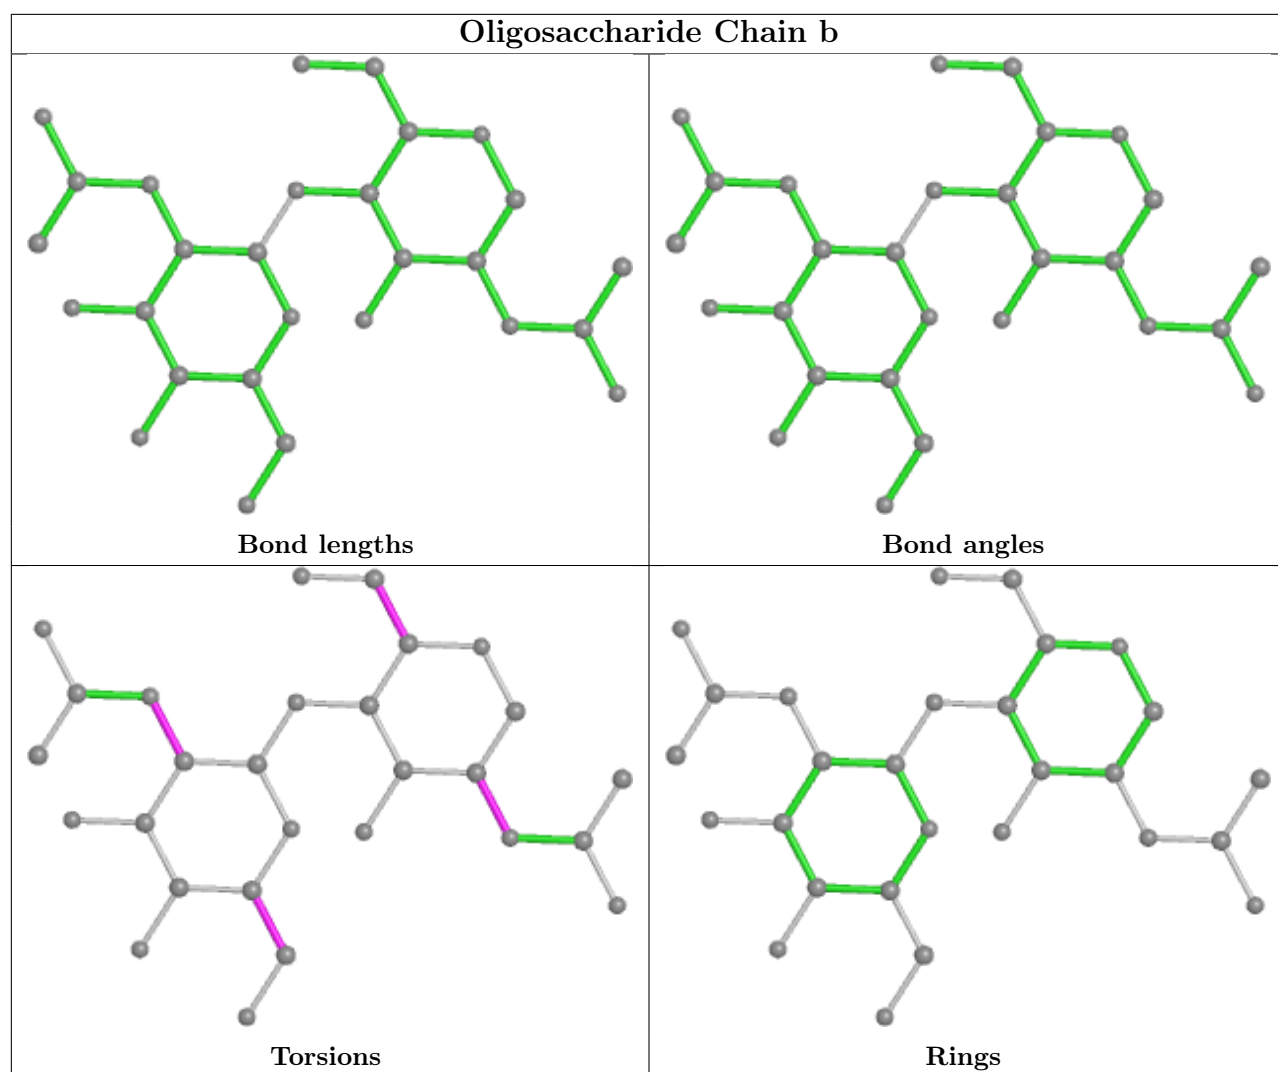 Oligosaccharide Chain b
Bond lengths
Bond angles
Torsions
Rings